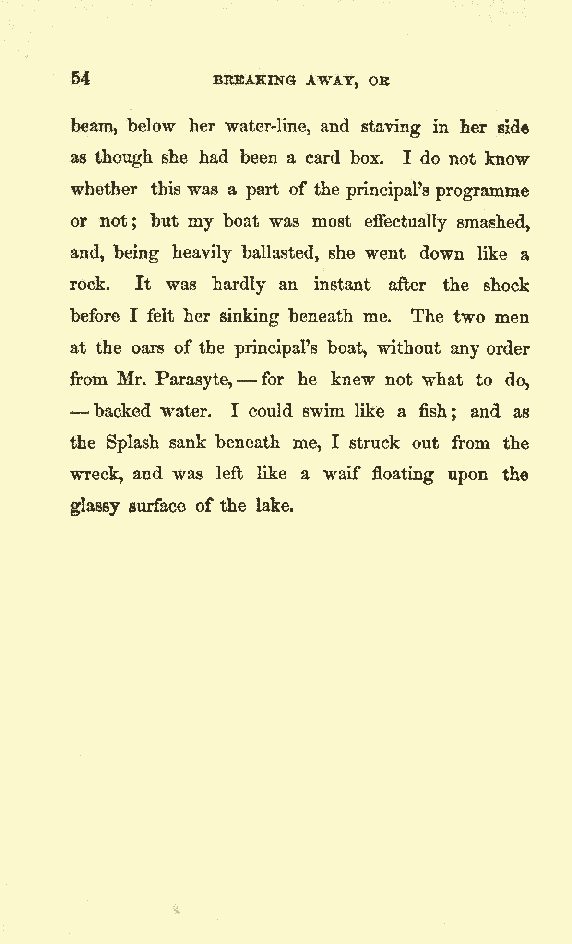 54 BREAKING AWAY, OR
beam, below her water-line, and staving in her side
as though she had been a card box. I do not know
whether this was a part of the principal's programme
or not; but my boat was most effectually smashed,
and, being heavily ballasted, she went down like a
rock. It was hardly an instant after the shock
before I felt her sinking beneath me. The two men
at the oars of the principal's boat, without any order
from Mr. Parasyte,— for he knew not what to do,
— backed water. I could swim like a fish; and as
the Splash sank beneath me, I struck out from the
wreck, and was left like a waif floating upon the
glassy surface of the lake.